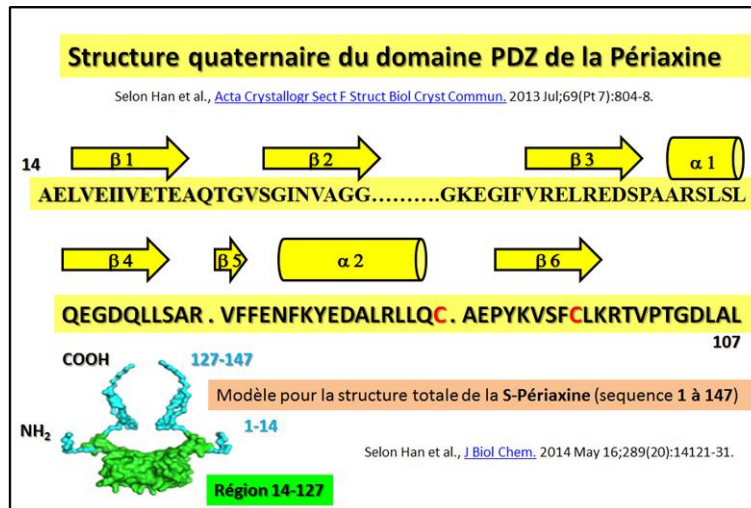 Structure quaternaire du domaine PDZ de la Périaxine
Selon Han et al., Acta Crystallogr Sect F Struct Biol Cryst Commun. 2013 Jul;69(Pt 7):804-8.
β 1 β 2 β 3 α 1
14
AELVEIIVETEAQTGVSGINVAGG..........GKEGIFVRELREDSPAARSLSL
β 4 β 5 α 2 β 6
QEGDQLLSAR . VFFENFKYEDALRLLQC . AEPYKVSFCLKRTVPTGDLAL
107
COOH 127-147
Modèle pour la structure totale de la S-Périaxine (sequence 1 à 147)
NH2 1-14
Selon Han et al., J Biol Chem. 2014 May 16;289(20):14121-31.
Région 14-127